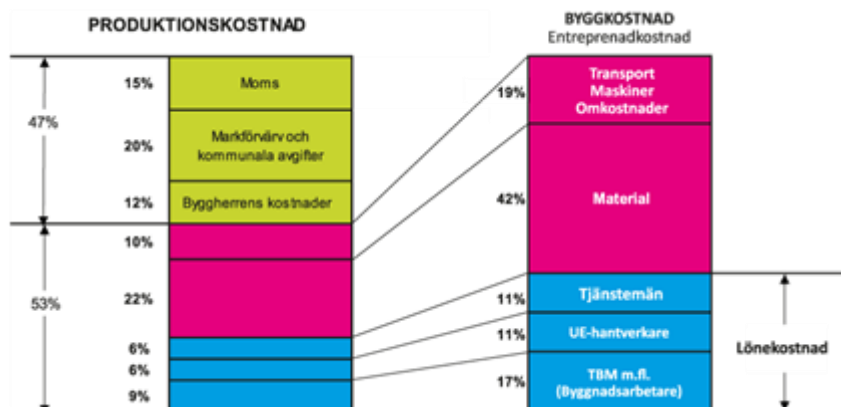 PRODUKTIONSKOSTNAD
15%
Moms
47%
20%
Markförvärv och
kommunala avgifter
12%
Byggherrens kostnader
10%
53%
22%
6%
6%
9%
BYGGKOSTNAD
Entreprenadkostnad
19%
Transport
Maskiner
Omkostnader
42%
Material
11%
Tjänstemän
11%
UE-hantverkare
17%
TBM m.fl.
(Byggnadsarbetare)
Lönekostnad